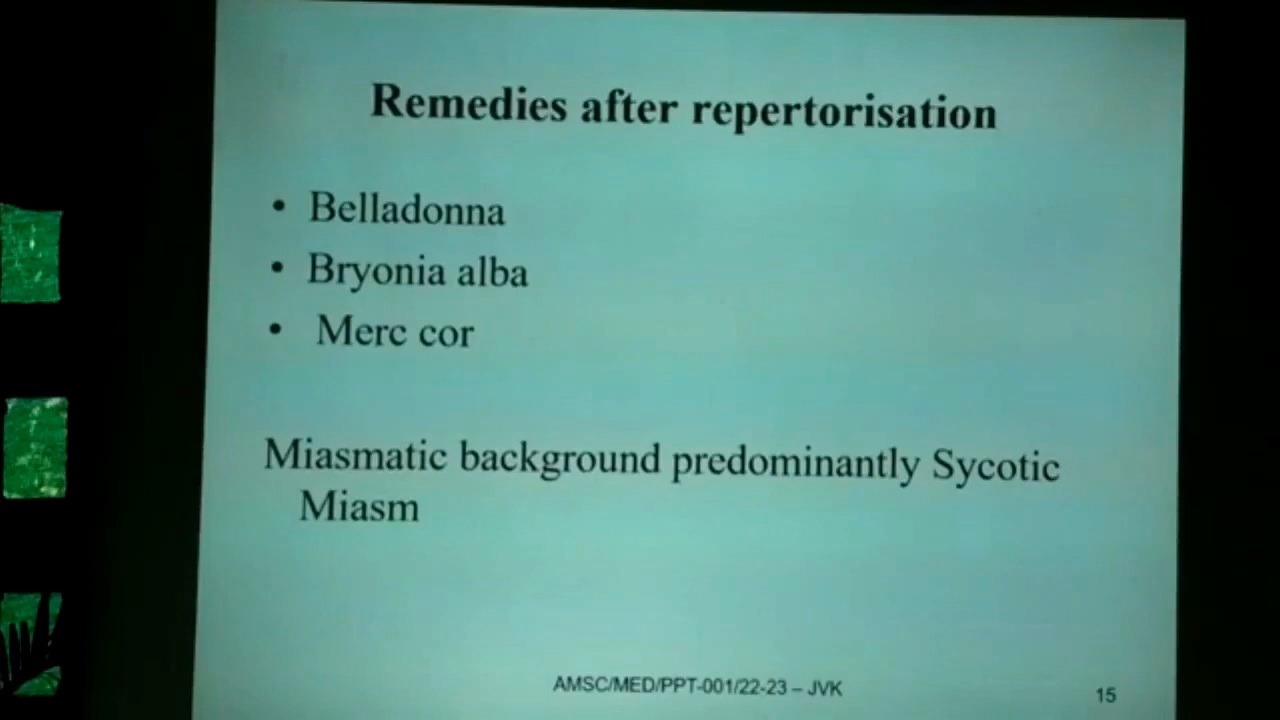 Remedies after repertorisation
• Belladonna
• Bryonia alba
• Merc cor
Miasmatic background predominantly Sycotic
Miasm
AMSC/MED/PPT-001/22-23 – JVK
15